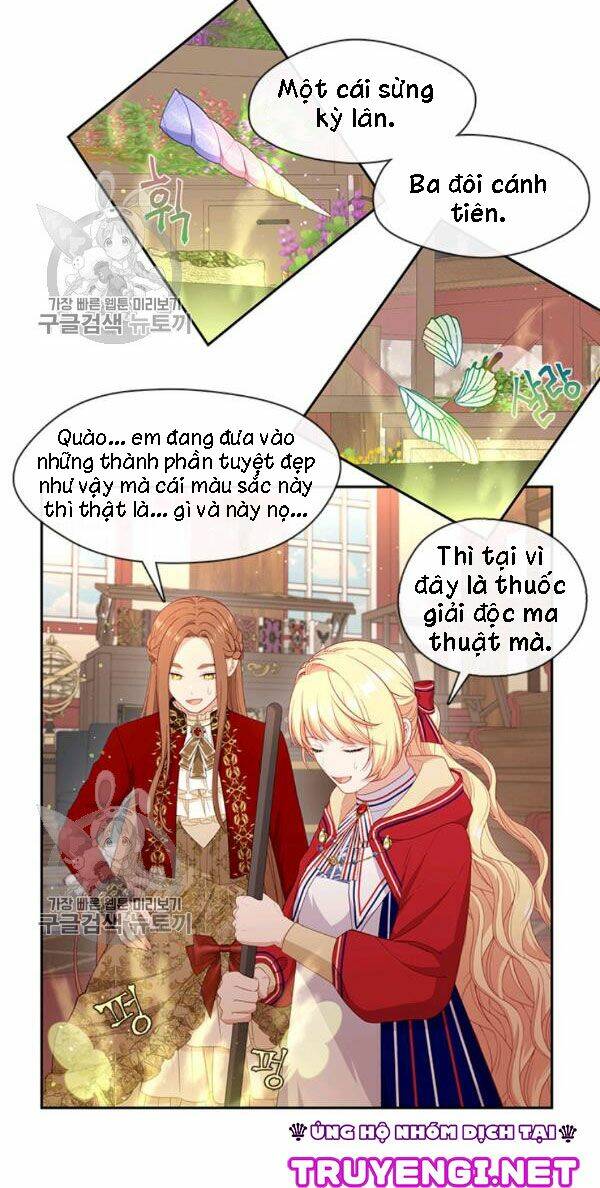 Một cái sừng
kỳ lân.
Ba đôi cánh
tiên.
휙
가장 빠른 웹툰 미리보기
구글검색 뉴토끼
사랑
Quào... em đang đưa vào
những thành phần tuyệt đẹp
như vậy mà cái màu sắc này
thì thật là... gì và này nọ...
Thì tại vì
đây là thuốc
giải độc ma
thuật mà.
가장 빠른 웹툰 미리보기
구글검색 뉴토끼
펑
펑
ỦNG HỘ NHÓM DỊCH TẠI
TRUYENGI.NET